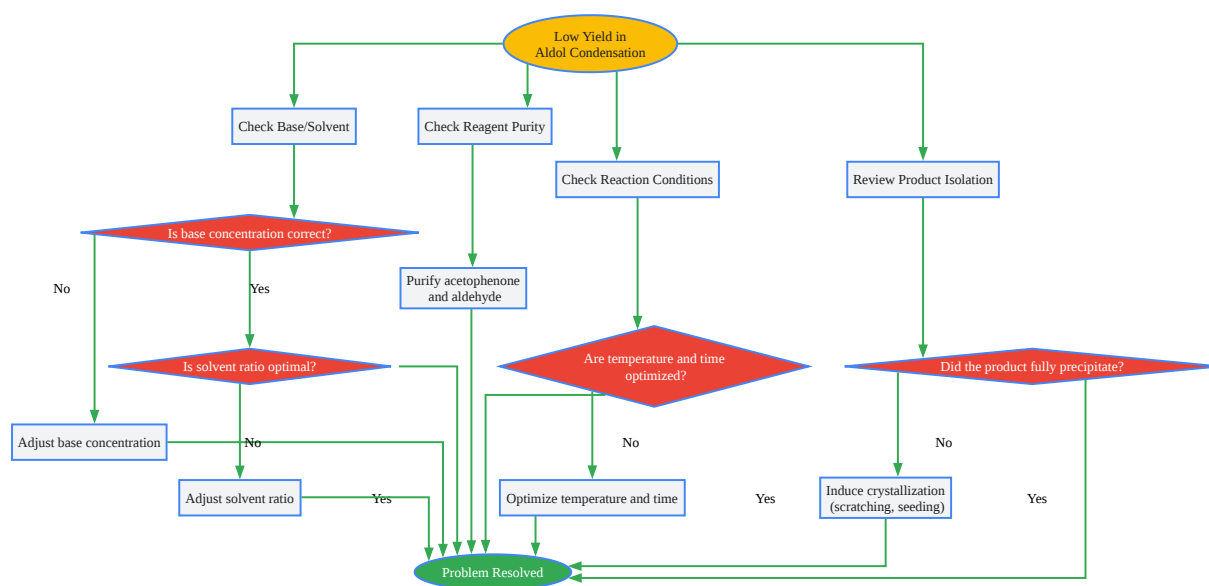 Low Yield in
Aldol Condensation
Check Base/Solvent
Check Reagent Purity
Check Reaction Conditions
Review Product Isolation
Is base concentration correct?
Purify acetophenone
and aldehyde
No
Yes
Is solvent ratio optimal?
Are temperature and time
optimized?
Did the product fully precipitate?
Adjust base concentration
No
No
No
Adjust solvent ratio
Yes
Optimize temperature and time
Yes
Induce crystallization
(scratching, seeding)
Yes
Problem Resolved